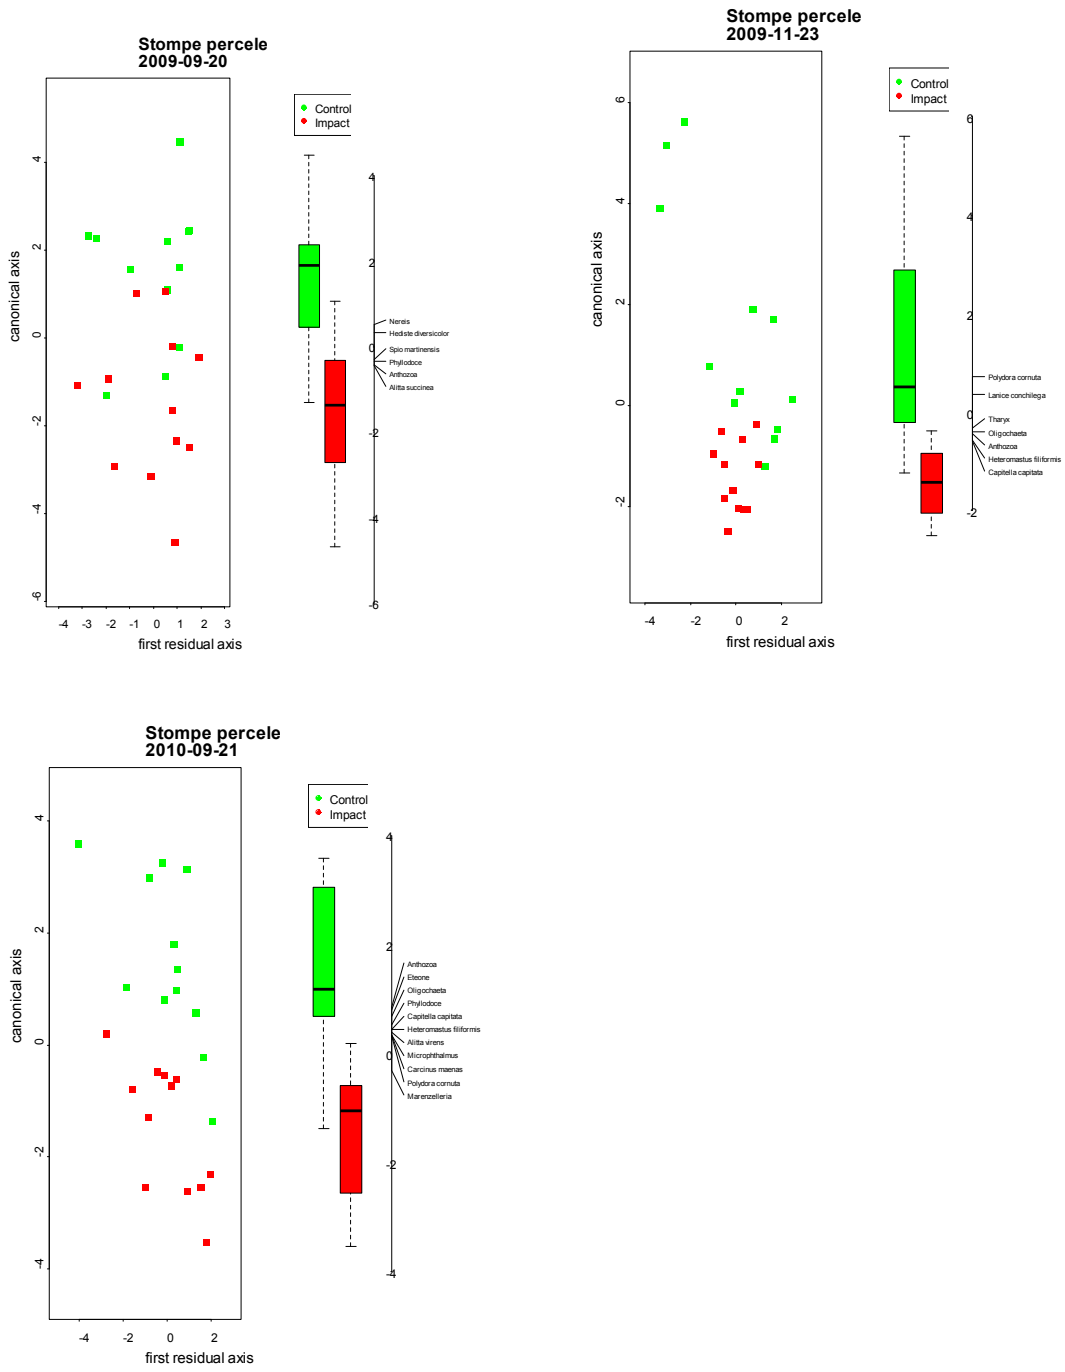 Stompe percele
2009-09-20
Control
Impact
4
2
0
-2
-4
-6
canonical axis
-4 -3 -2 -1 0 1 2 3
first residual axis
4
2
0
-2
-4
-6
Nereis
Hediste diversicolor
Spio martinensis
Phyllodoce
Anthozoa
Alitta succinea
Stompe percele
2009-11-23
Control
Impact
6
4
2
0
-2
canonical axis
-4 -2 0 2
first residual axis
6
4
2
0
-2
Polydora cornuta
Lanice conchilega
Tharyx
Oligochaeta
Anthozoa
Heteromastus filiformis
Capitella capitata
Stompe percele
2010-09-21
Control
Impact
4
2
0
-2
-4
canonical axis
-4 -2 0 2
first residual axis
4
2
0
-2
-4
Anthozoa
Eteone
Oligochaeta
Phyllodoce
Capitella capitata
Heteromastus filiformis
Alitta virens
Microphthalmus
Carcinus maenas
Polydora cornuta
Marenzelleria